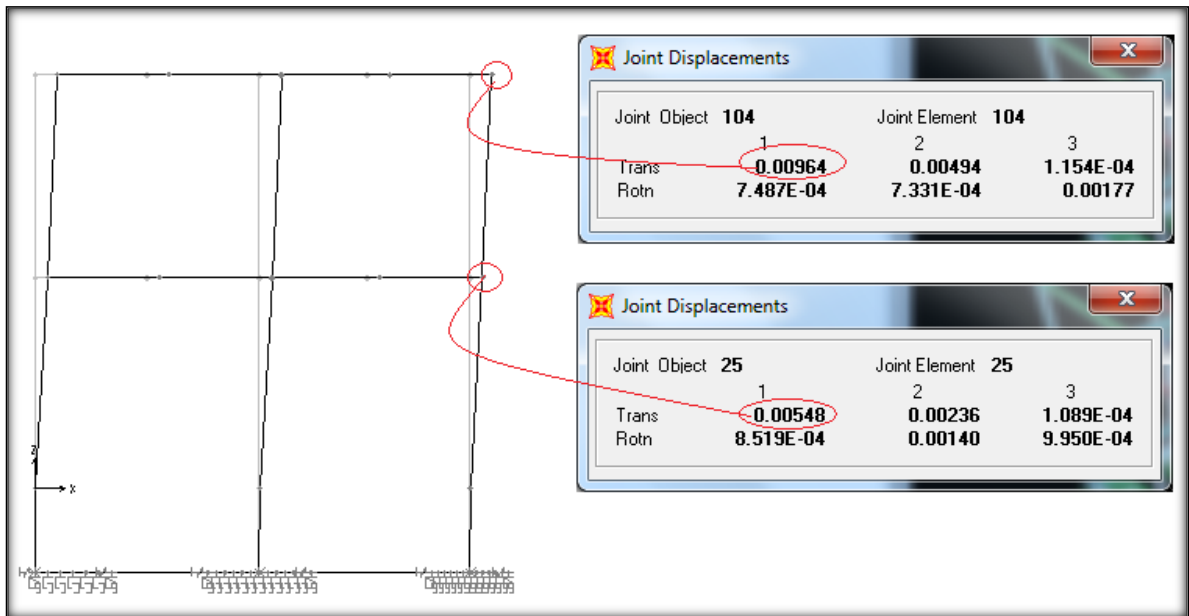 Joint Displacements
Joint Object 104 Joint Element 104
1 2 3
Trans 0.00964 0.00494 1.154E-04
Rotn 7.487E-04 7.331E-04 0.00177
Joint Displacements
Joint Object 25 Joint Element 25
1 2 3
Trans 0.00548 0.00236 1.089E-04
Rotn 8.519E-04 0.00140 9.950E-04
z
x